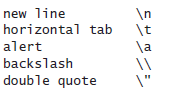 new line \n
horizontal tab \t
alert \a
backslash \\
double quote \"